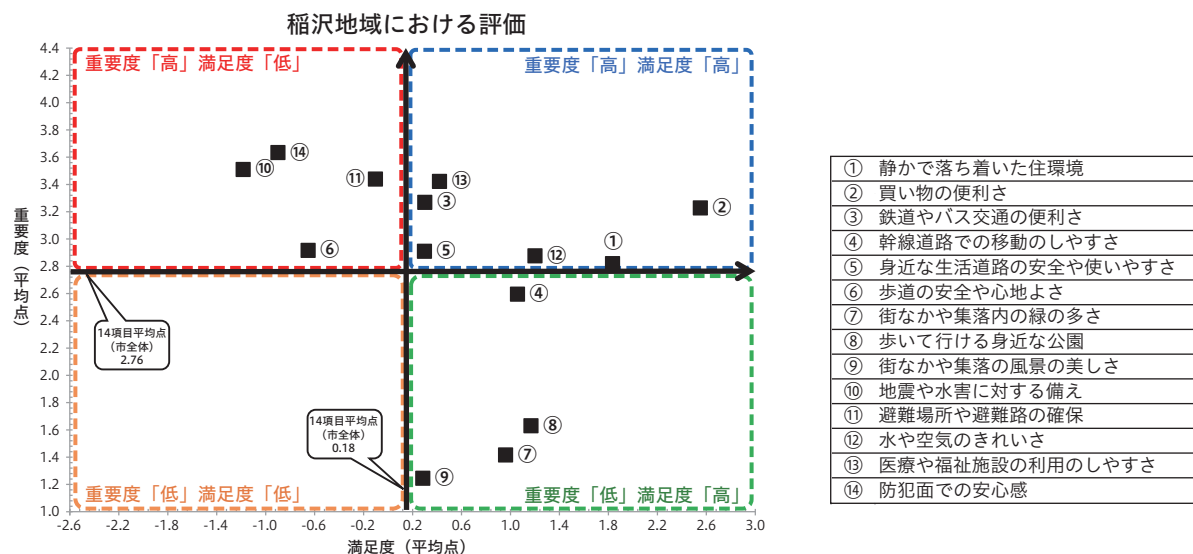 稲沢地域における評価
4.4
4.2
4.0
3.8
3.6
3.4
3.2
3.0
2.8
2.6
2.4
2.2
2.0
1.8
1.6
1.4
1.2
1.0
重要度（平均点）
重要度「高」満足度「低」
重要度「高」満足度「高」
⑭
⑩
⑪
⑬
③
②
①
⑥
⑤
⑫
④
14項目平均点
（市全体）
2.76
14項目平均点
（市全体）
0.18
⑧
⑦
⑨
重要度「低」満足度「低」
重要度「低」満足度「高」
-2.6 -2.2 -1.8 -1.4 -1.0 -0.6 -0.2 0.2 0.6 1.0 1.4 1.8 2.2 2.6 3.0
満足度（平均点）
① 静かで落ち着いた住環境
② 買い物の便利さ
③ 鉄道やバス交通の便利さ
④ 幹線道路での移動のしやすさ
⑤ 身近な生活道路の安全や使いやすさ
⑥ 歩道の安全や心地よさ
⑦ 街なかや集落内の緑の多さ
⑧ 歩いて行ける身近な公園
⑨ 街なかや集落の風景の美しさ
⑩ 地震や水害に対する備え
⑪ 避難場所や避難路の確保
⑫ 水や空気のきれいさ
⑬ 医療や福祉施設の利用のしやすさ
⑭ 防犯面での安心感